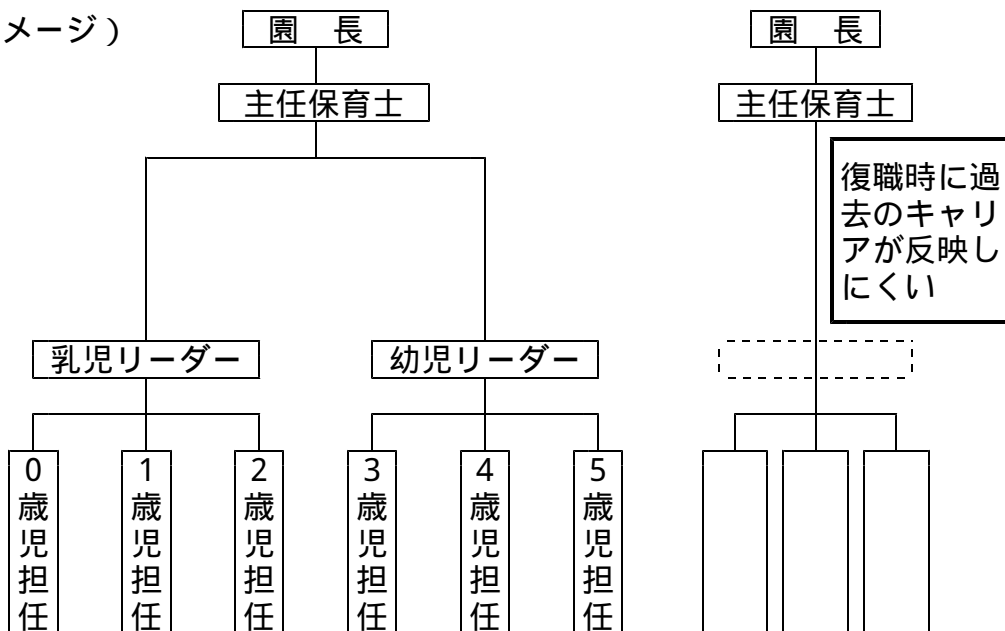 メージ）
園　長
主任保育士
乳児リーダー
幼児リーダー
0歳児担任
1歳児担任
2歳児担任
3歳児担任
4歳児担任
5歳児担任
園　長
主任保育士
復職時に過
去のキャリ
アが反映し
にくい